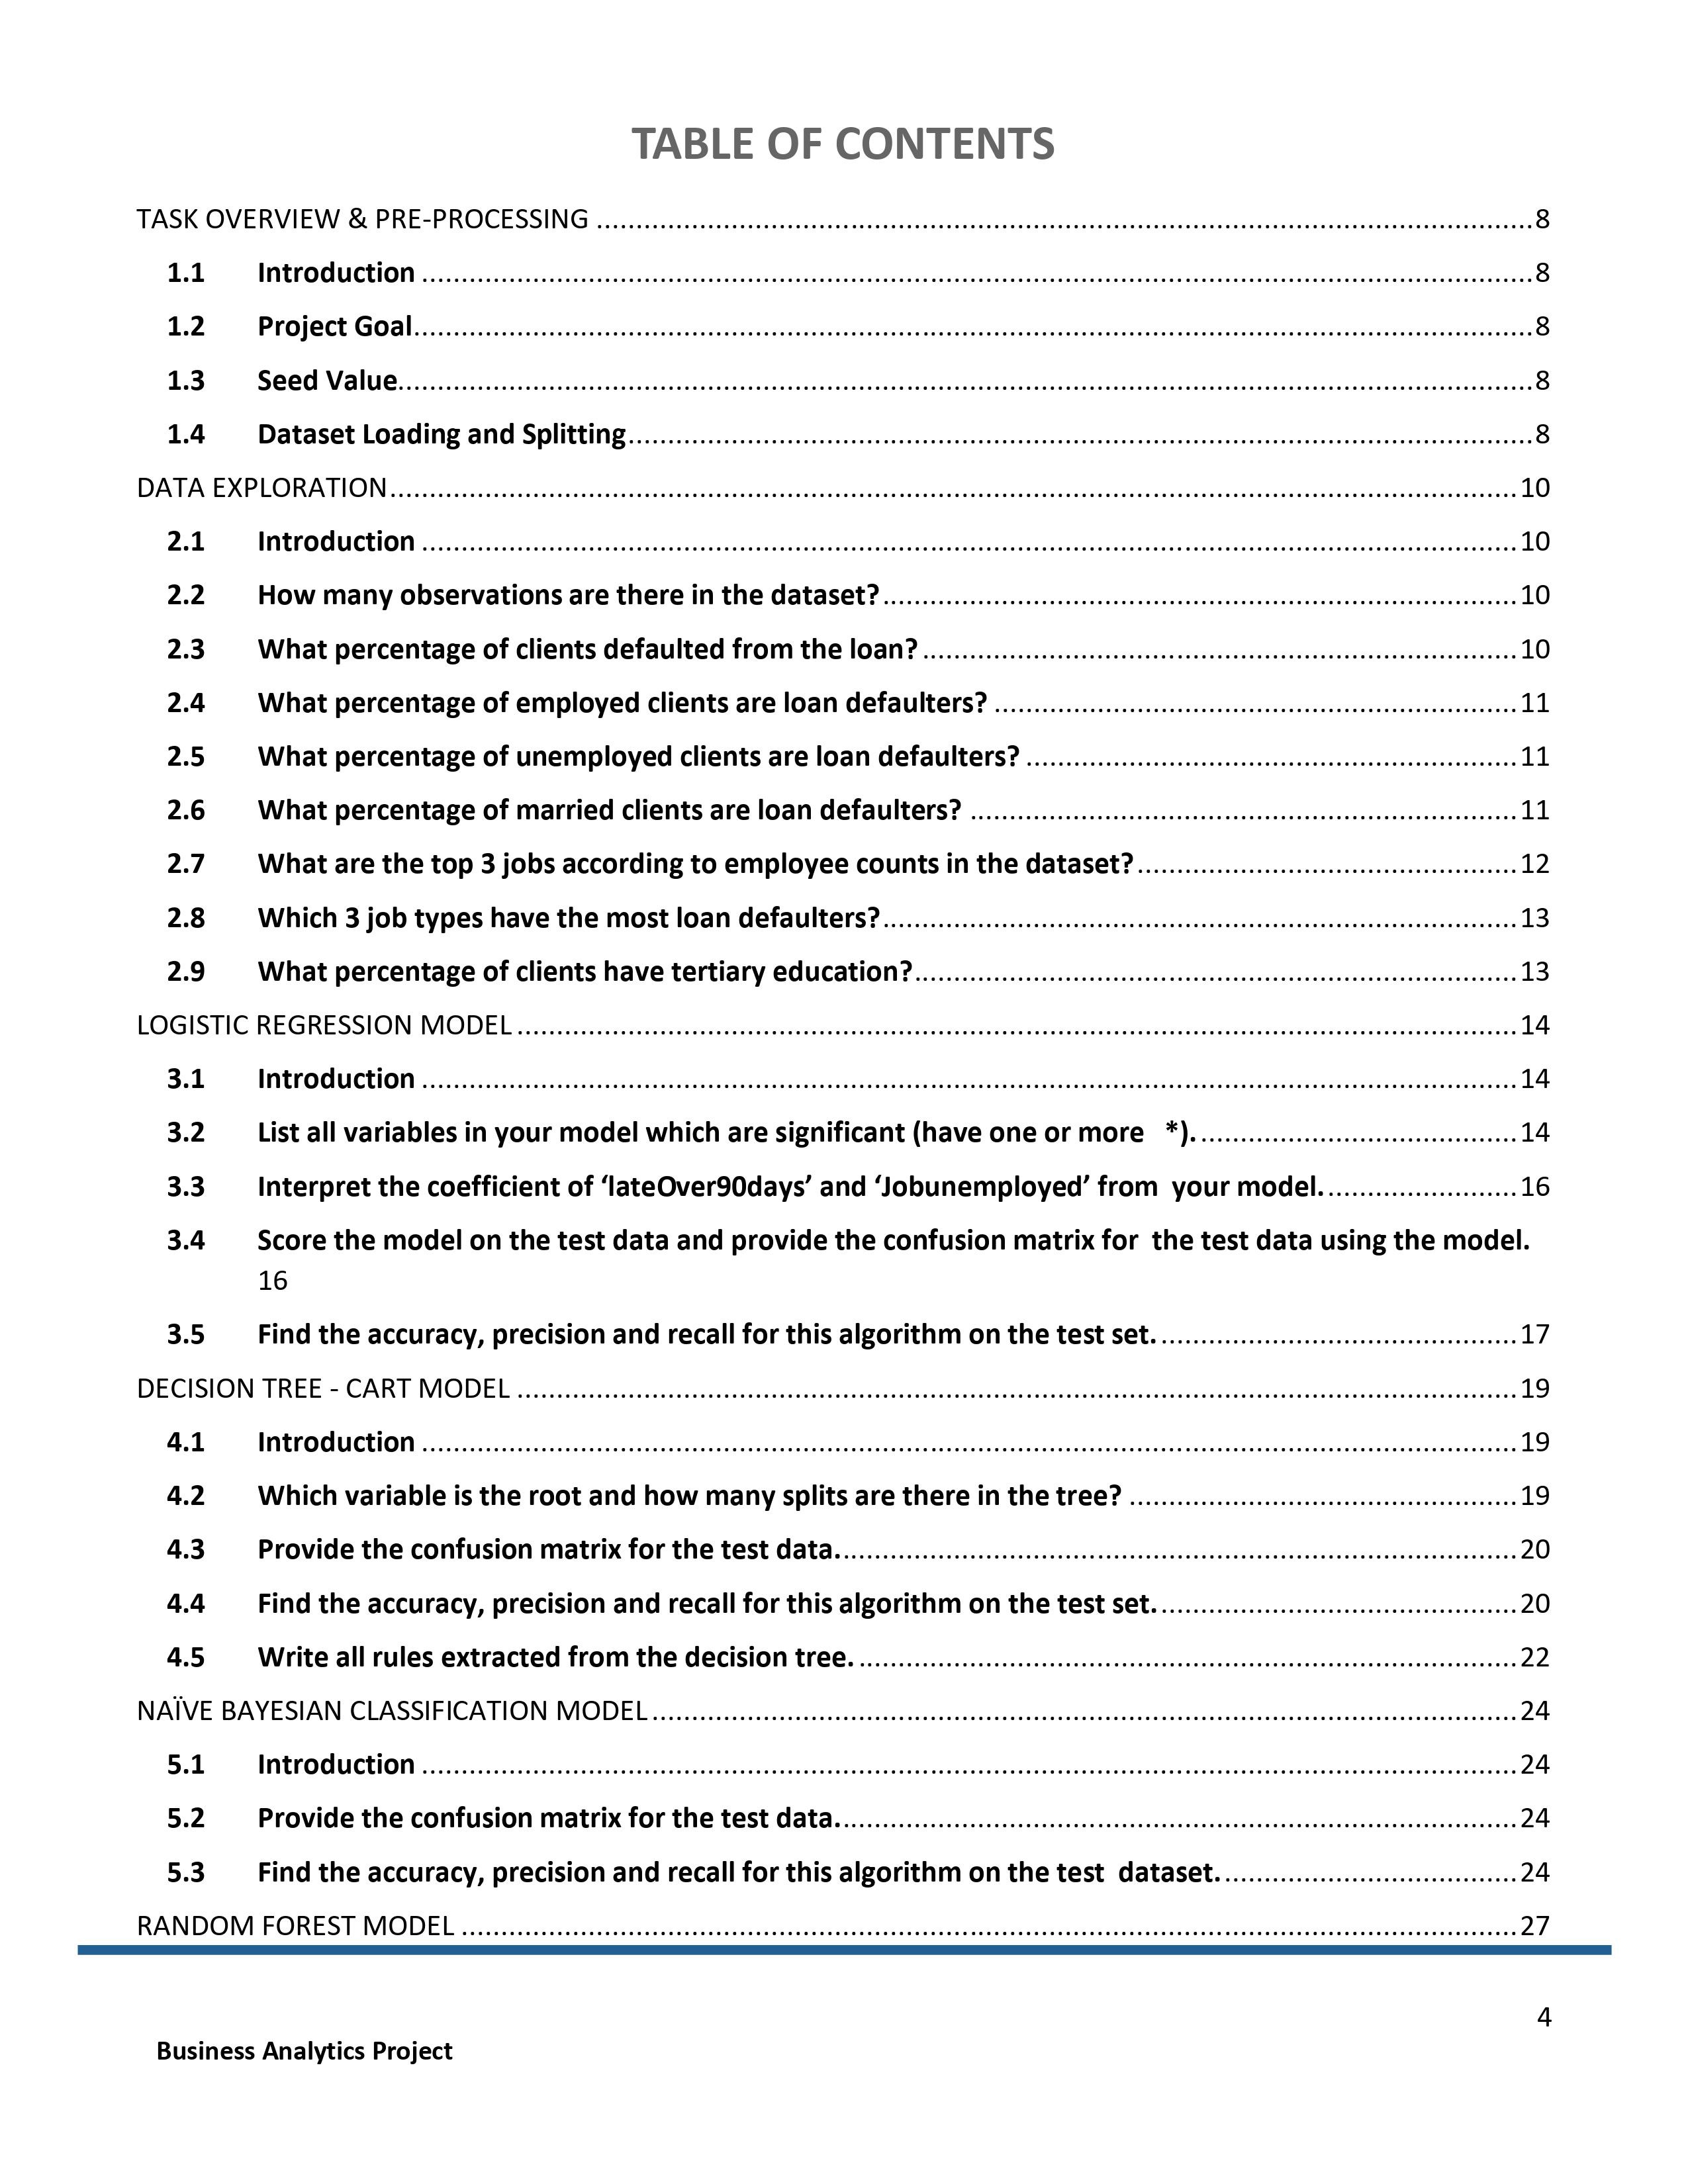 TABLE OF CONTENTS
TASK OVERVIEW & PRE-PROCESSING ........ 8
1.1 Introduction ........ 8
1.2 Project Goal ........ 8
1.3 Seed Value ........ 8
1.4 Dataset Loading and Splitting ........ 8
DATA EXPLORATION ........ 10
2.1 Introduction ........ 10
2.2 How many observations are there in the dataset? ........ 10
2.3 What percentage of clients defaulted from the loan? ........ 10
2.4 What percentage of employed clients are loan defaulters? ........ 11
2.5 What percentage of unemployed clients are loan defaulters? ........ 11
2.6 What percentage of married clients are loan defaulters? ........ 11
2.7 What are the top 3 jobs according to employee counts in the dataset? ........ 12
2.8 Which 3 job types have the most loan defaulters? ........ 13
2.9 What percentage of clients have tertiary education? ........ 13
LOGISTIC REGRESSION MODEL ........ 14
3.1 Introduction ........ 14
3.2 List all variables in your model which are significant (have one or more *). ........ 14
3.3 Interpret the coefficient of ‘lateOver90days’ and ‘Jobunemployed’ from your model. ........ 16
3.4 Score the model on the test data and provide the confusion matrix for the test data using the model.
16
3.5 Find the accuracy, precision and recall for this algorithm on the test set. ........ 17
DECISION TREE - CART MODEL ........ 19
4.1 Introduction ........ 19
4.2 Which variable is the root and how many splits are there in the tree? ........ 19
4.3 Provide the confusion matrix for the test data. ........ 20
4.4 Find the accuracy, precision and recall for this algorithm on the test set. ........ 20
4.5 Write all rules extracted from the decision tree. ........ 22
NAÏVE BAYESIAN CLASSIFICATION MODEL ........ 24
5.1 Introduction ........ 24
5.2 Provide the confusion matrix for the test data. ........ 24
5.3 Find the accuracy, precision and recall for this algorithm on the test dataset. ........ 24
RANDOM FOREST MODEL ........ 27
4
Business Analytics Project